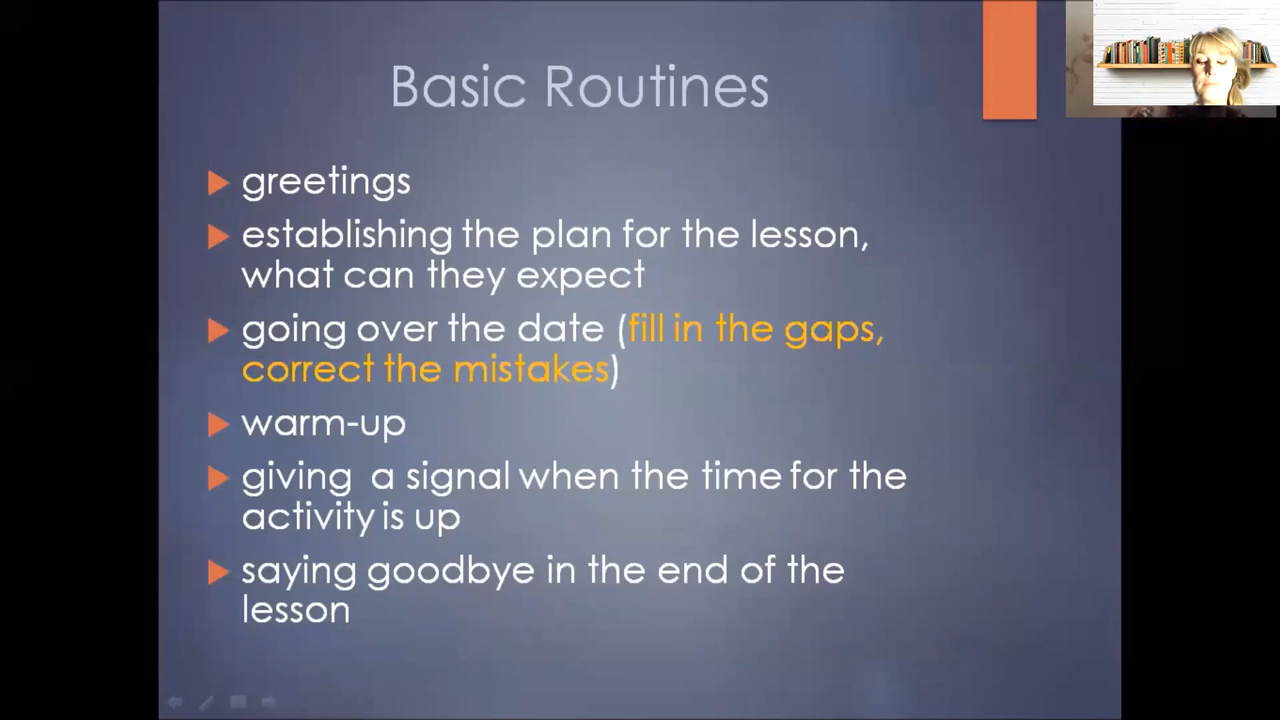 Basic Routines
greetings
establishing the plan for the lesson,
what can they expect
going over the date (fill in the gaps,
correct the mistakes)
warm-up
giving a signal when the time for the
activity is up
saying goodbye in the end of the
lesson